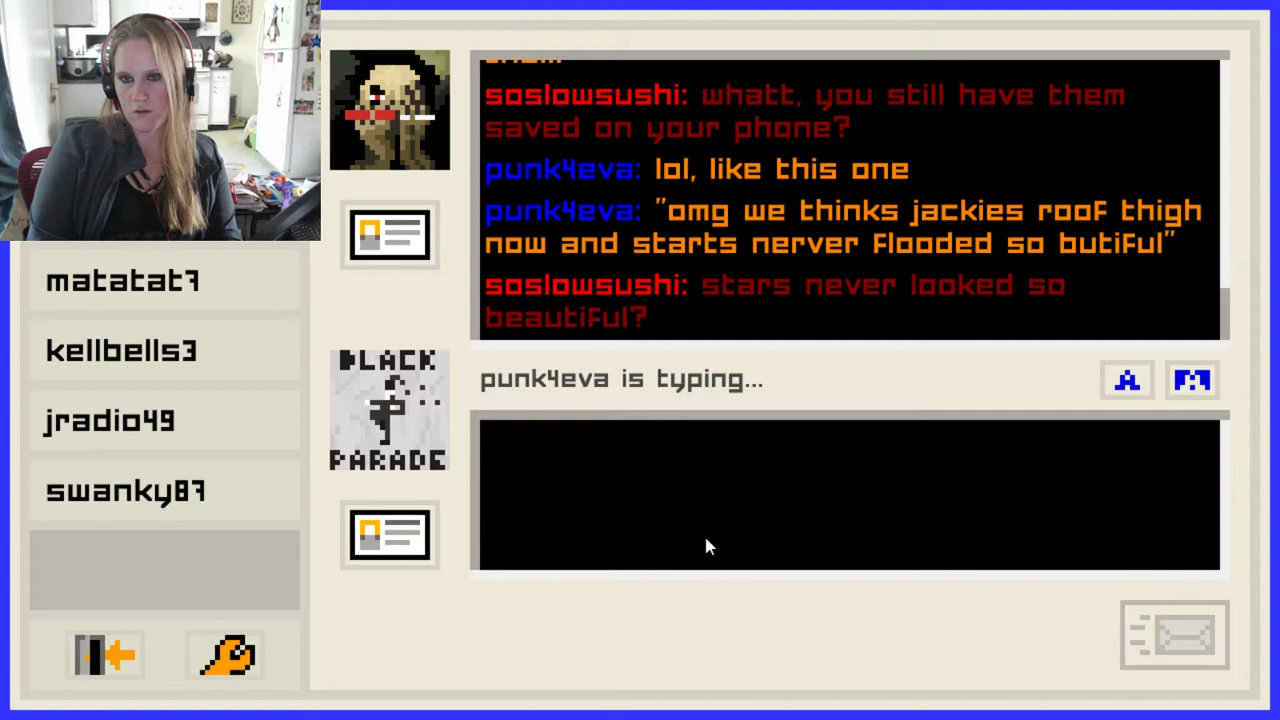 soslowsushi: whatt, you still have them
saved on your phone?
punk4eva: lol, like this one
punk4eva: "omg we thinks jackies roof thigh
now and starts nerver flooded so butiful"
soslowsushi: stars never looked so
beautiful?
punk4eva is typing...
A
matatat7
kellbells3
jradio49
swanky87
BLACK
PARADE